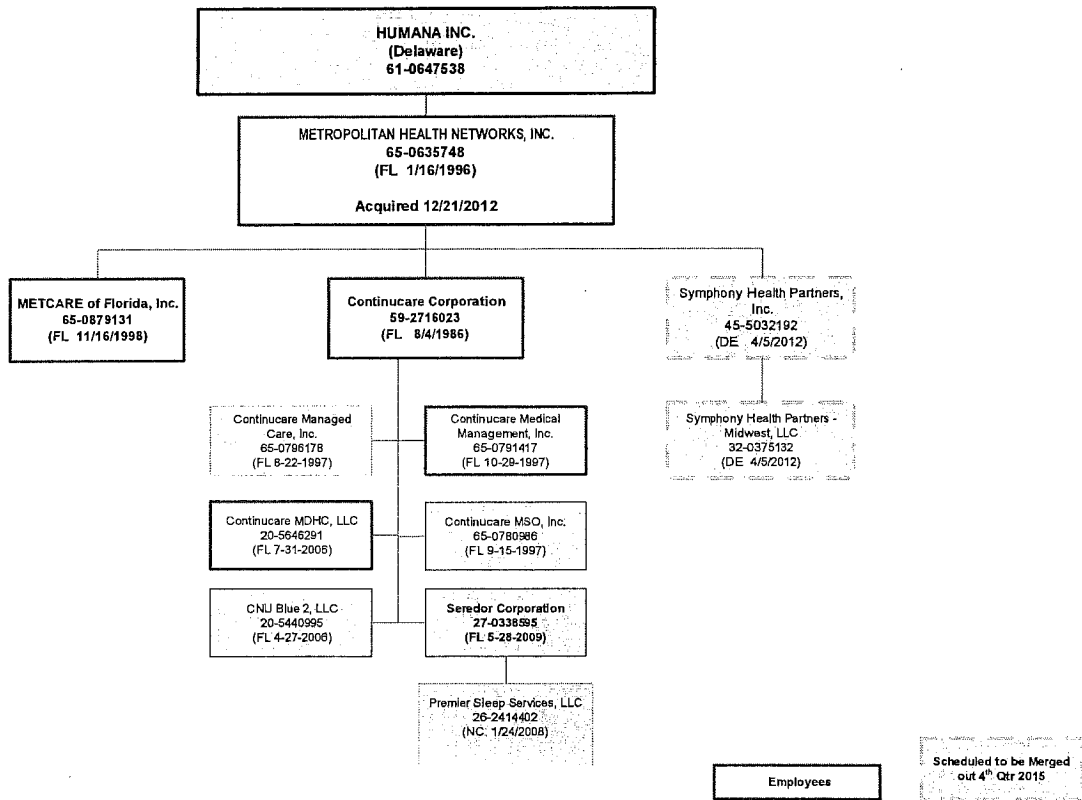 HUMANA INC.
(Delaware)
61-0647538
METROPOLITAN HEALTH NETWORKS, INC.
65-0635748
(FL 1/16/1996)
Acquired 12/21/2012
METCARE of Florida, Inc.
65-0879131
(FL 11/16/1998)
Continucare Corporation
59-2716023
(FL 8/4/1986)
Symphony Health Partners,
Inc.
45-5032192
(DE 4/5/2012)
Continucare Managed
Care, Inc.
65-0796178
(FL 8-22-1997)
Continucare Medical
Management, Inc.
65-0791417
(FL 10-29-1997)
Symphony Health Partners -
Midwest, LLC
32-0375132
(DE 4/5/2012)
Continucare MDHC, LLC
20-5646291
(FL 7-31-2006)
Continucare MSO, Inc.
65-0780986
(FL 9-15-1997)
CNU Blue 2, LLC
20-5440995
(FL 4-27-2006)
Seredor Corporation
27-0338595
(FL 5-28-2009)
Premier Sleep Services, LLC
26-2414402
(NC 1/24/2008)
Employees
Scheduled to be Merged
out 4th Qtr 2015